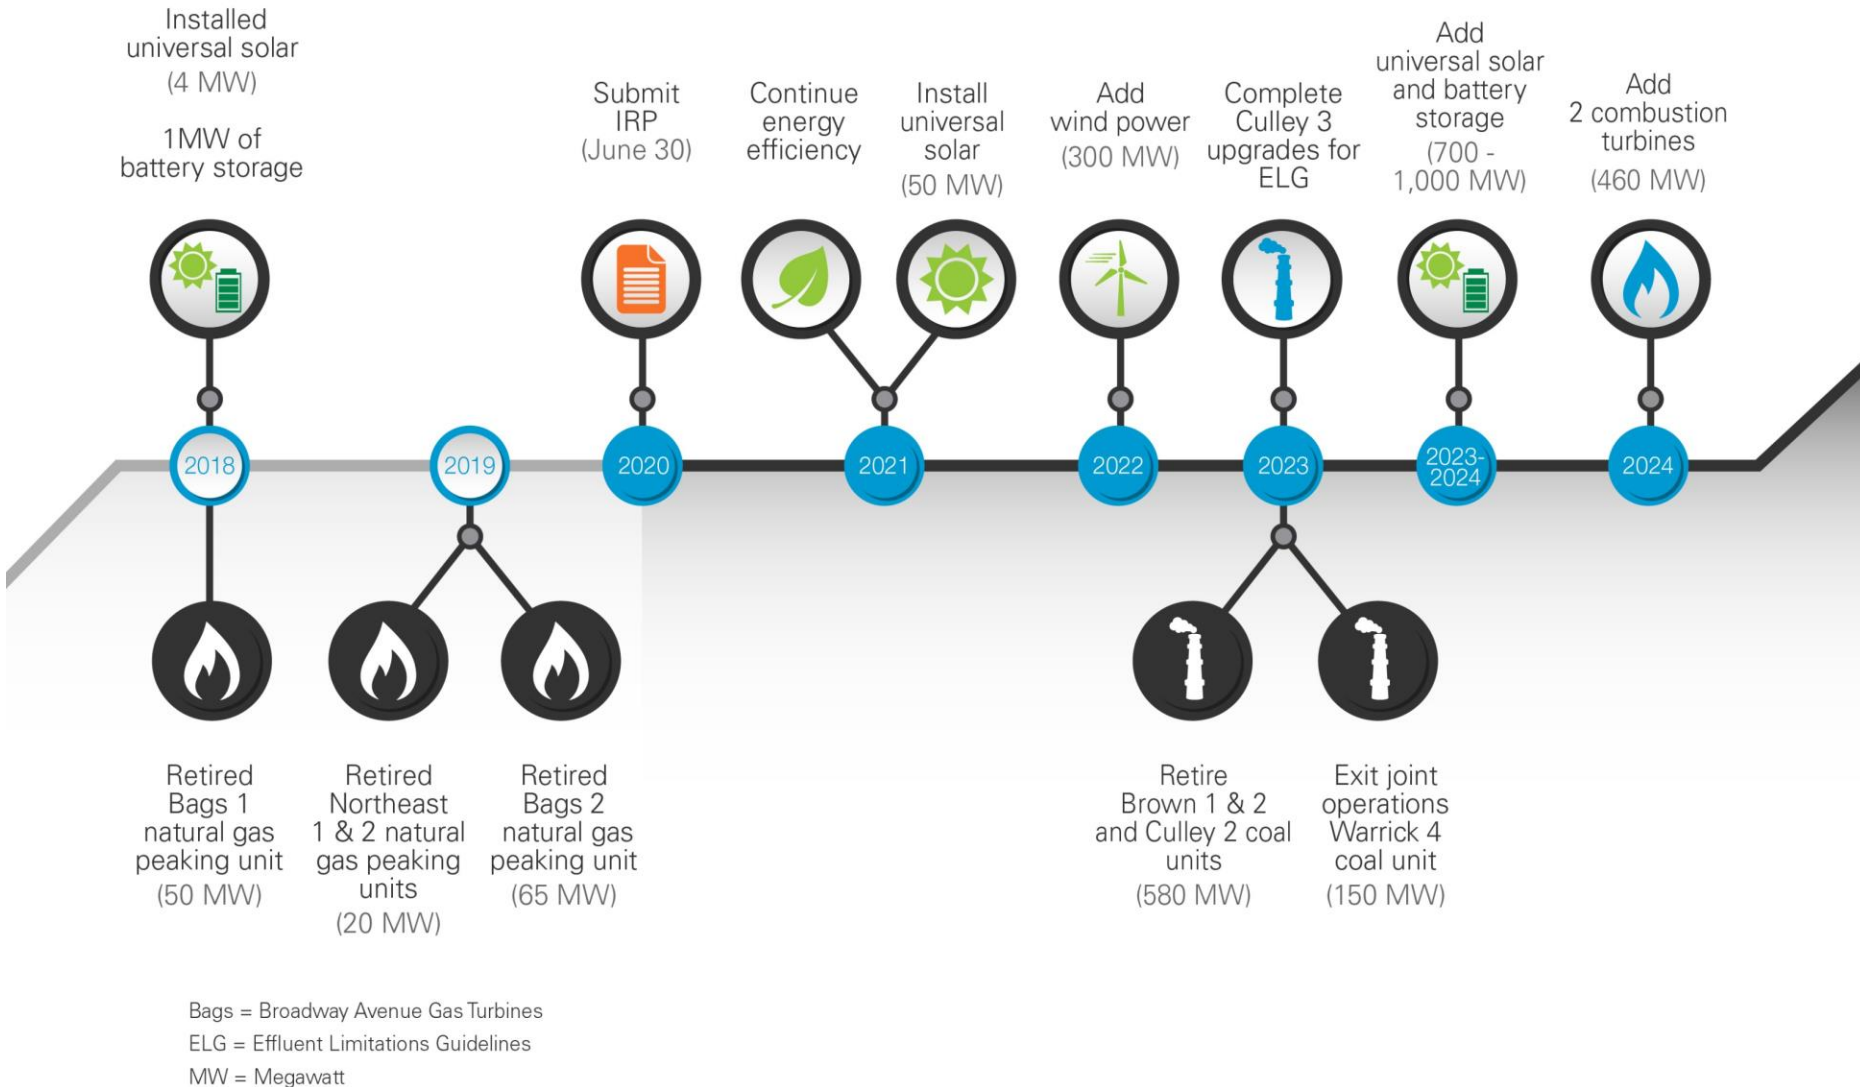 Installed
universal solar
(4 MW)
1MW of
battery storage
Submit
IRP
(June 30)
Continue
energy
efficiency
Install
universal
solar
(50 MW)
Add
wind power
(300 MW)
Complete
Culley 3
upgrades for
ELG
Add
universal solar
and battery
storage
(700 -
1,000 MW)
Add
2 combustion
turbines
(460 MW)
2018
2019
2020
2021
2022
2023
2023-
2024
2024
Retired
Bags 1
natural gas
peaking unit
(50 MW)
Retired
Northeast
1 & 2 natural
gas peaking
units
(20 MW)
Retired
Bags 2
natural gas
peaking unit
(65 MW)
Retire
Brown 1 & 2
and Culley 2 coal
units
(580 MW)
Exit joint
operations
Warrick 4
coal unit
(150 MW)
Bags = Broadway Avenue Gas Turbines
ELG = Effluent Limitations Guidelines
MW = Megawatt